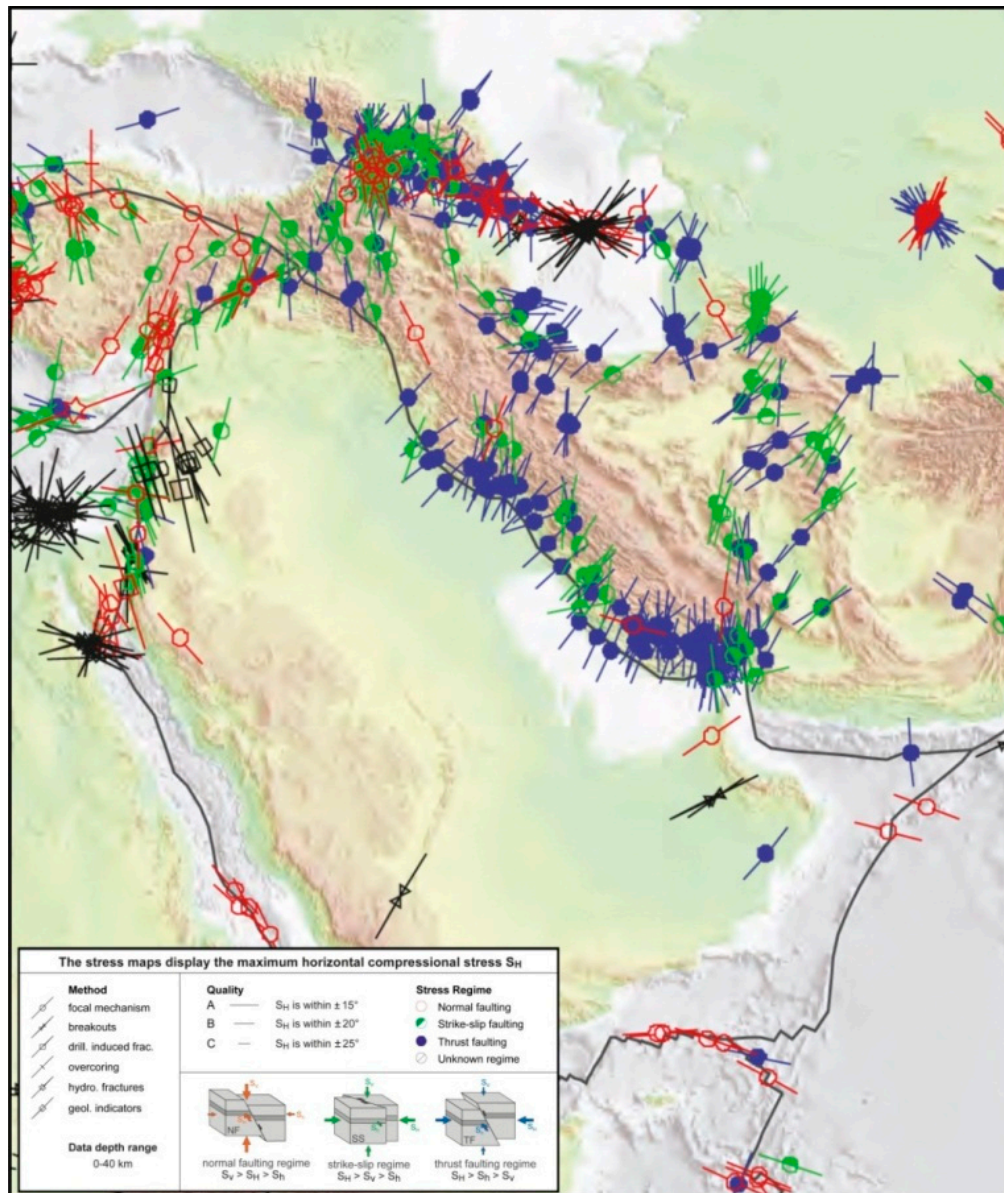 The stress maps display the maximum horizontal compressional stress SH
Method
focal mechanism
breakouts
drill. induced frac.
overcoring
hydro. fractures
geol. indicators
Data depth range
0-40 km
Quality
A SH is within ± 15°
B SH is within ± 20°
C SH is within ± 25°
Stress Regime
Normal faulting
Strike-slip faulting
Thrust faulting
Unknown regime
NF
normal faulting regime
SV > SH > Sh
SS
strike-slip regime
SH > SV > Sh
TF
thrust faulting regime
SH > Sh > SV